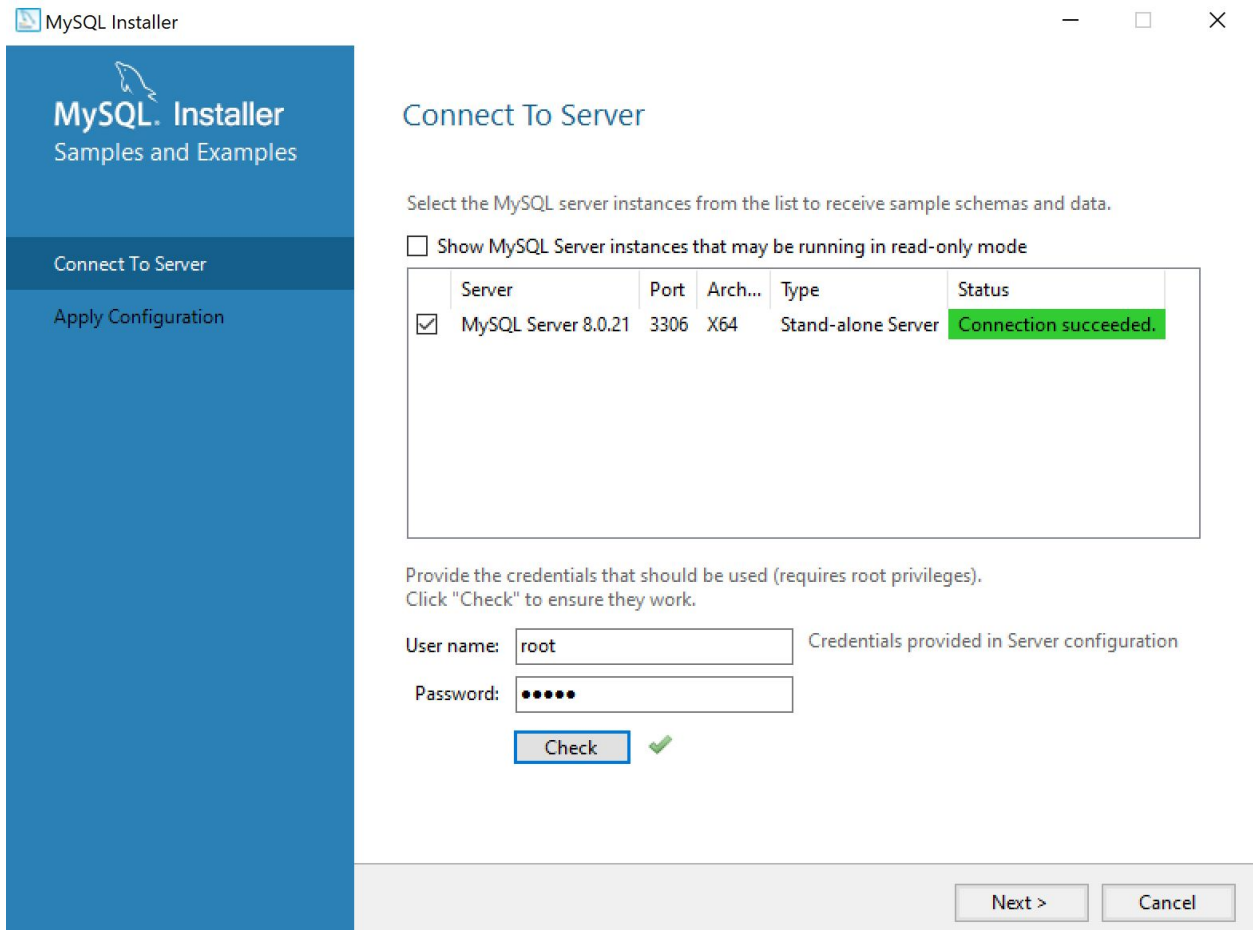 MySQL Installer
MySQL. Installer
Samples and Examples
Connect To Server
Apply Configuration
Connect To Server
Select the MySQL server instances from the list to receive sample schemas and data.
Show MySQL Server instances that may be running in read-only mode
Server Port Arch... Type Status
MySQL Server 8.0.21 3306 X64 Stand-alone Server Connection succeeded.
Provide the credentials that should be used (requires root privileges).
Click "Check" to ensure they work.
User name: root Credentials provided in Server configuration
Password: •••••
Check
Next > Cancel